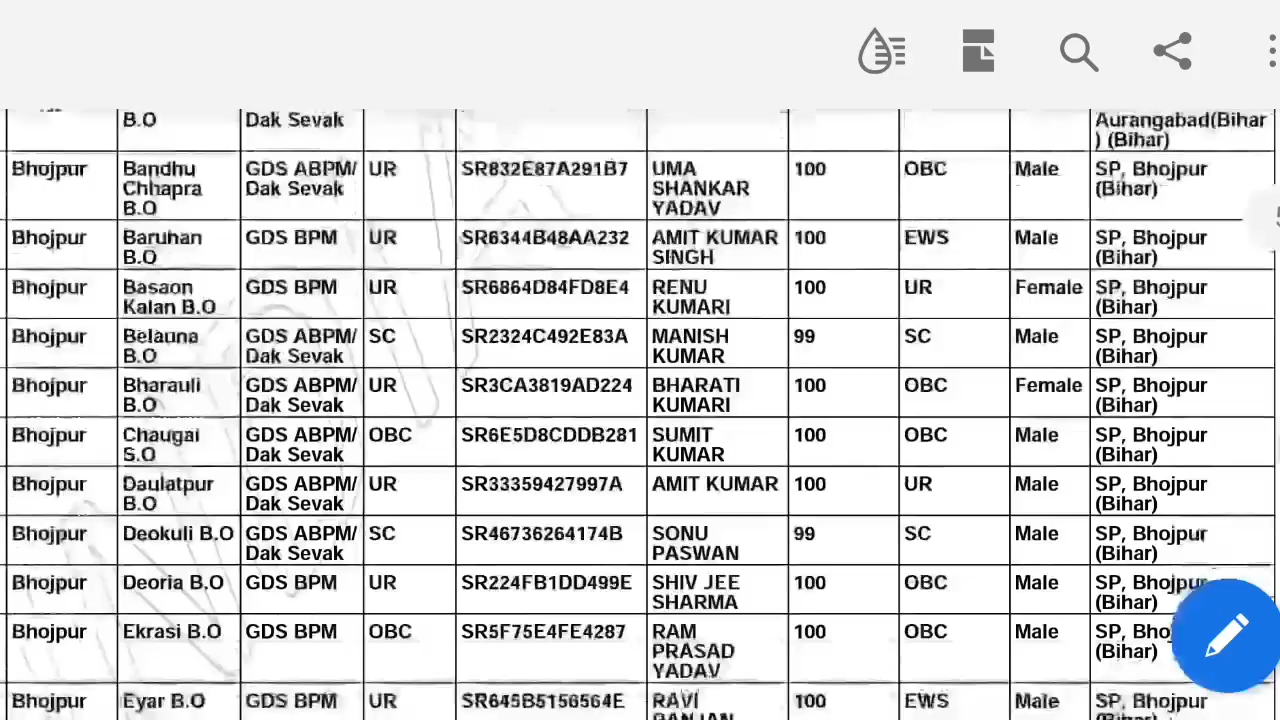 B.O Dak Sevak Aurangabad(Bihar
) (Bihar)
Bhojpur Bandhu GDS ABPM/ UR SR832E87A291B7 UMA 100 OBC Male SP, Bhojpur
Chhapra Dak Sevak SHANKAR (Bihar)
B.O YADAV
Bhojpur Baruhan GDS BPM UR SR6344B48AA232 AMIT KUMAR 100 EWS Male SP, Bhojpur
B.O SINGH (Bihar)
Bhojpur Basaon GDS BPM UR SR6864D84FD8E4 RENU 100 UR Female SP, Bhojpur
Kalan B.O KUMARI (Bihar)
Bhojpur Belauna GDS ABPM/ SC SR2324C492E83A MANISH 99 SC Male SP, Bhojpur
B.O Dak Sevak KUMAR (Bihar)
Bhojpur Bharauli GDS ABPM/ UR SR3CA3819AD224 BHARATI 100 OBC Female SP, Bhojpur
B.O Dak Sevak KUMARI (Bihar)
Bhojpur Chaugai GDS ABPM/ OBC SR6E5D8CDDB281 SUMIT 100 OBC Male SP, Bhojpur
S.O Dak Sevak KUMAR (Bihar)
Bhojpur Daulatpur GDS ABPM/ UR SR33359427997A AMIT KUMAR 100 UR Male SP, Bhojpur
B.O Dak Sevak (Bihar)
Bhojpur Deokuli B.O GDS ABPM/ SC SR46736264174B SONU 99 SC Male SP, Bhojpur
Dak Sevak PASWAN (Bihar)
Bhojpur Deoria B.O GDS BPM UR SR224FB1DD499E SHIV JEE 100 OBC Male SP, Bhojpur
SHARMA (Bihar)
Bhojpur Ekrasi B.O GDS BPM OBC SR5F75E4FE4287 RAM 100 OBC Male SP, Bho
PRASAD (Bihar)
YADAV
Bhojpur Eyar B.O GDS BPM UR SR645B5156564E RAVI 100 EWS Male SP, Bhojpur